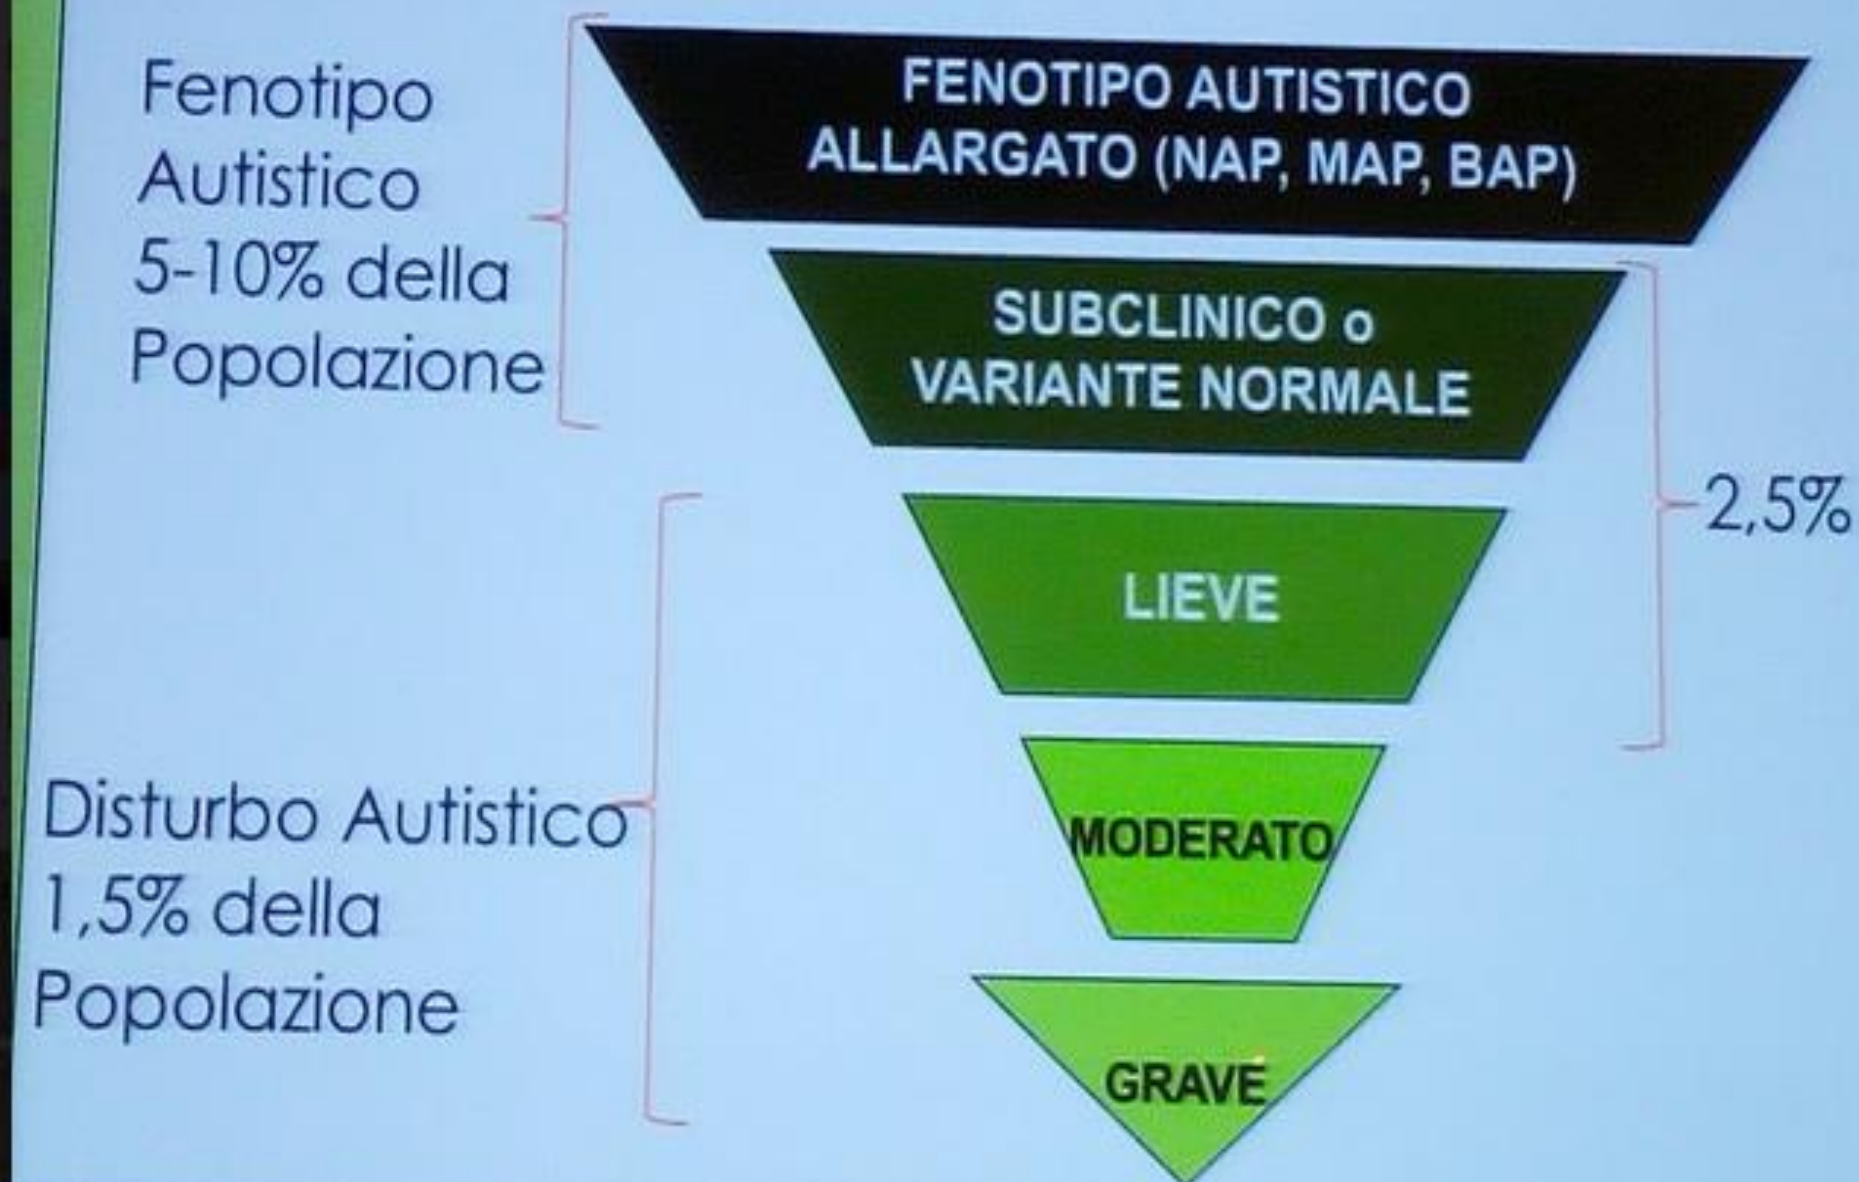 Fenotipo
Autistico
5-10% della
Popolazione
FENOTIPO AUTISTICO
ALLARGATO (NAP, MAP, BAP)
SUBCLINICO o
VARIANTE NORMALE
LIEVE
2,5%
MODERATO
Disturbo Autistico
1,5% della
Popolazione
GRAVE